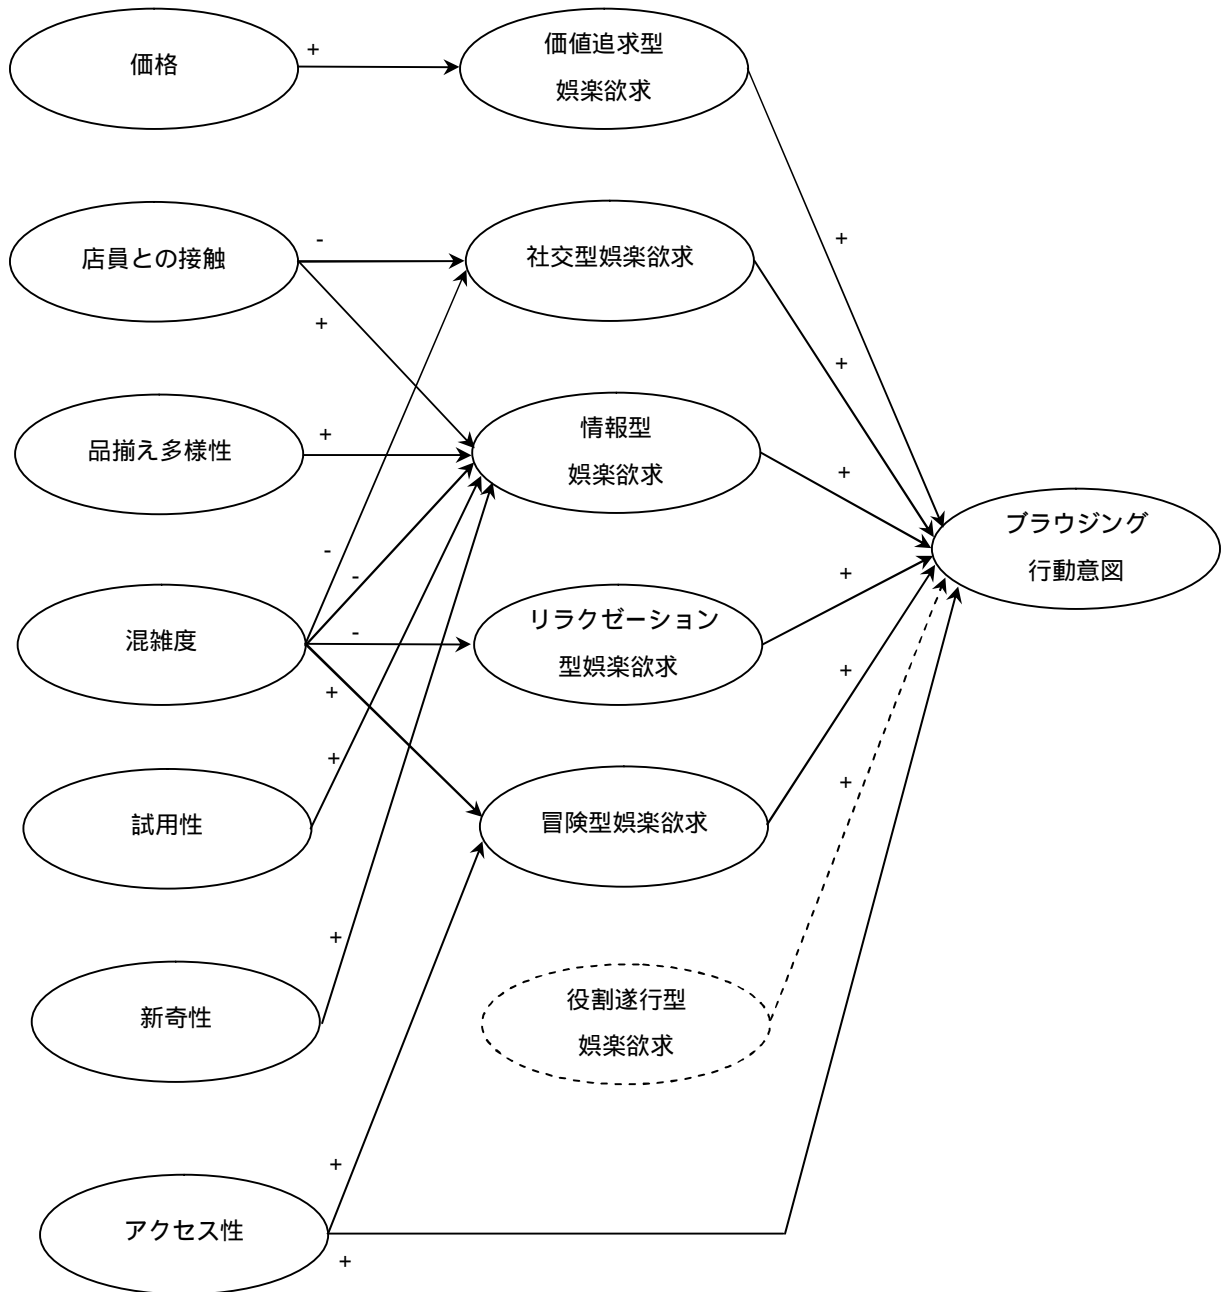 価格
+
価値追求型
娯楽欲求
店員との接触
-
+
社交型娯楽欲求
+
+
品揃え多様性
+
情報型
娯楽欲求
+
ブラウジング
行動意図
混雑度
-
-
-
+
リラクゼーション
型娯楽欲求
+
試用性
+
冒険型娯楽欲求
+
+
新奇性
+
役割遂行型
娯楽欲求
アクセス性
+
+